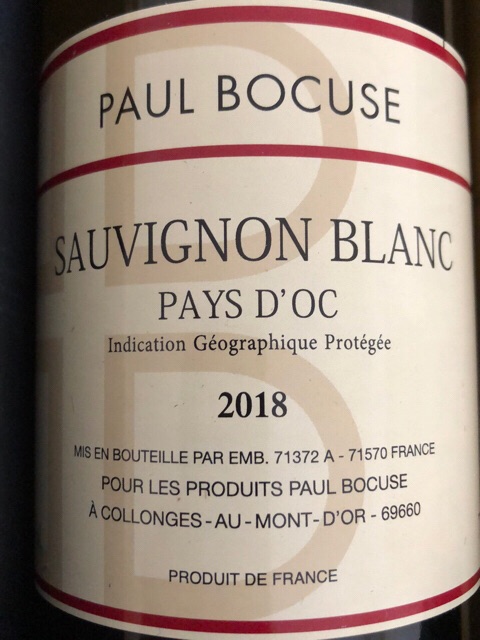 PAUL BOCUSE
SAUVIGNON BLANC
PAYS D'OC
Indication Géographique Protégée
2018
MIS EN BOUTEILLE PAR EMB. 71372 A - 71570 FRANCE
POUR LES PRODUITS PAUL BOCUSE
À COLLONGES - AU - MONT - D'OR - 69660
PRODUIT DE FRANCE